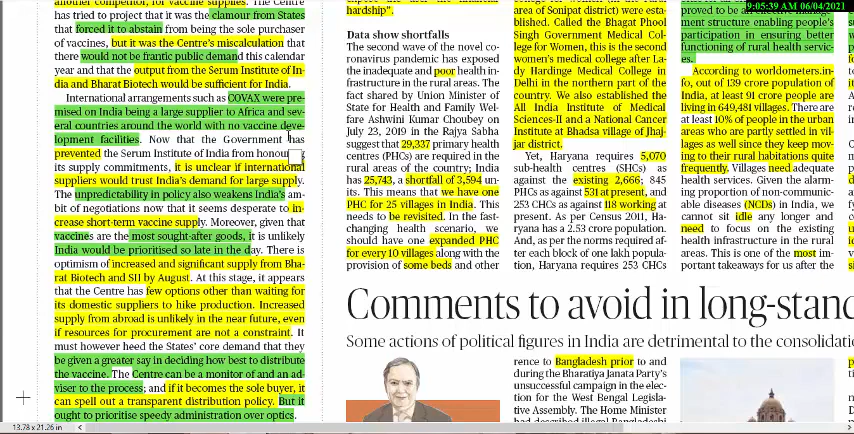 another competitor, for vaccine supplies. The Centre
has tried to project that it was the clamour from States
that forced it to abstain from being the sole purchaser
of vaccines, but it was the Centre's miscalculation that
there would not be frantic public demand this calendar
year and that the output from the Serum Institute of In-
dia and Bharat Biotech would be sufficient for India.
International arrangements such as COVAX were pre-
mised on India being a large supplier to Africa and sev-
eral countries around the world with no vaccine deve-
lopment facilities. Now that the Government has
prevented the Serum Institute of India from honour
its supply commitments, it is unclear if international
suppliers would trust India's demand for large supply.
The unpredictability in policy also weakens India's am-
bit of negotiations now that it seems desperate to in-
crease short-term vaccine supply. Moreover, given that
vaccines are the most sought-after goods, it is unlikely
India would be prioritised so late in the day. There is
optimism of increased and significant supply from Bha-
rat Biotech and SII by August. At this stage, it appears
that the Centre has few options other than waiting for
its domestic suppliers to hike production. Increased
supply from abroad is unlikely in the near future, even
if resources for procurement are not a constraint. It
must however heed the States' core demand that they
be given a greater say in deciding how best to distribute
the vaccine. The Centre can be a monitor of and an ad-
viser to the process; and if it becomes the sole buyer, it
can spell out a transparent distribution policy. But it
ought to prioritise speedy administration over optics.
hardship".
Data show shortfalls
The second wave of the novel co-
ronavirus pandemic has exposed
the inadequate and poor health in-
frastructure in the rural areas. The
fact shared by Union Minister of
State for Health and Family Wel-
fare Ashwini Kumar Choubey on
July 23, 2019 in the Rajya Sabha
suggest that 29,337 primary health
centres (PHCs) are required in the
rural areas of the country; India
has 25,743, a shortfall of 3,594 un-
its. This means that we have one
PHC for 25 villages in India. This
needs to be revisited. In the fast-
changing health scenario, we
should have one expanded PHC
for every 10 villages along with the
provision of some beds and other
area of Sonipat district) were esta-
blished. Called the Bhagat Phool
Singh Government Medical Col-
lege for Women, this is the second
women's medical college after La-
dy Hardinge Medical College in
Delhi in the northern part of the
country. We also established the
All India Institute of Medical
Sciences-II and a National Cancer
Institute at Bhadsa village of Jhaj-
jar district.
Yet, Haryana requires 5,070
sub-health centres (SHCs) as
against the existing 2,666; 845
PHCs as against 531 at present, and
253 CHCs as against 118 working at
present. As per Census 2011, Ha-
ryana has a 2.53 crore population.
And, as per the norms required af-
ter each block of one lakh popula-
tion, Haryana requires 253 CHCs
9:05:39 AM 06/04/2021
proved to be an
ment structure enabling people's
participation in ensuring better
functioning of rural health servic-
es.
According to worldometers.in-
fo, out of 139 crore population of
India, at least 91 crore people are
living in 649,481 villages. There are
at least 10% of people in the urban
areas who are partly settled in vil-
lages as well since they keep mov-
ing to their rural habitations quite
frequently. Villages need adequate
health services. Given the alarm-
ing proportion of non-communic-
able diseases (NCDs) in India, we
cannot sit idle any longer and
need to focus on the existing
health infrastructure in the rural
areas. This is one of the most im-
portant takeaways for us after the
Comments to avoid in long-stand
Some actions of political figures in India are detrimental to the consolidatio
rence to Bangladesh prior to and
during the Bharatiya Janata Party's
unsuccessful campaign in the elec-
tion for the West Bengal Legisla-
tive Assembly. The Home Minister
had described illegal Bangladeshi
13.78 x 21.26 in